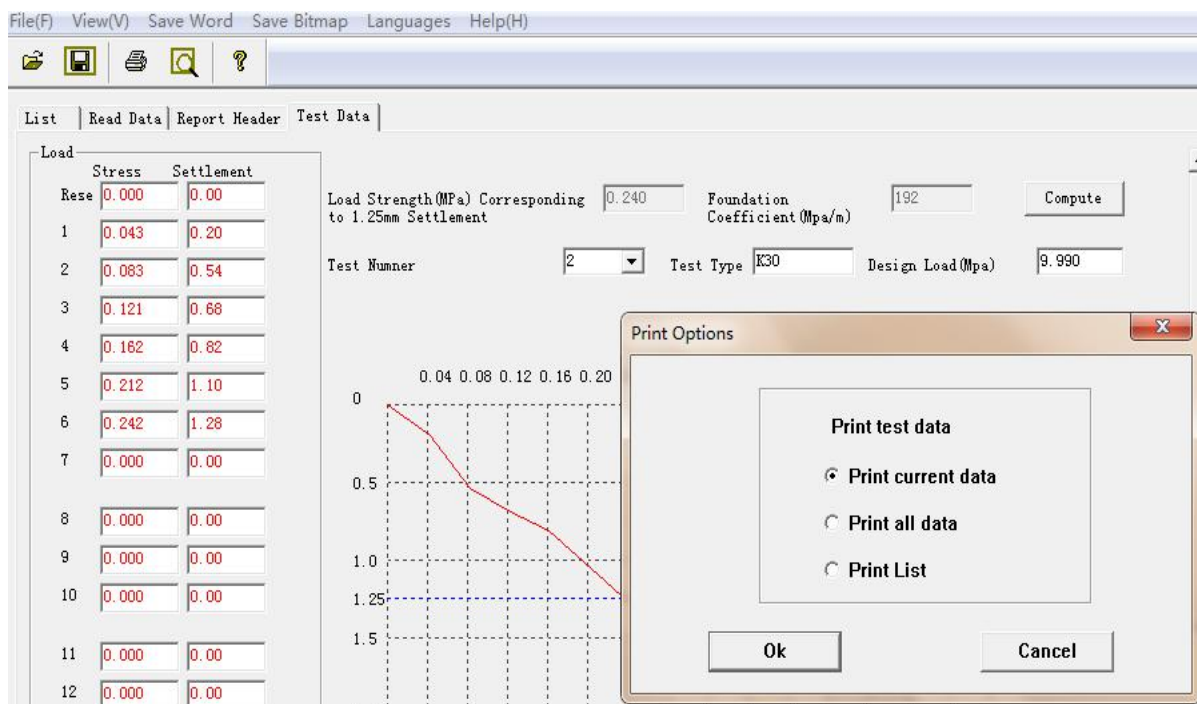 File(F) View(V) Save Word Save Bitmap Languages Help(H)
List Read Data Report Header Test Data
Load
Stress Settlement
Rese 0.000 0.00
1 0.043 0.20
2 0.083 0.54
3 0.121 0.68
4 0.162 0.82
5 0.212 1.10
6 0.242 1.28
7 0.000 0.00
8 0.000 0.00
9 0.000 0.00
10 0.000 0.00
11 0.000 0.00
12 0.000 0.00
Load Strength(MPa) Corresponding
to 1.25mm Settlement
0.240
Foundation
Coefficient(Mpa/m)
192
Compute
Test Numner 2 Test Type K30 Design Load(Mpa) 9.990
0.04 0.08 0.12 0.16 0.20
0
0.5
1.0
1.25
1.5
Print Options
Print test data
Print current data
Print all data
Print List
Ok Cancel